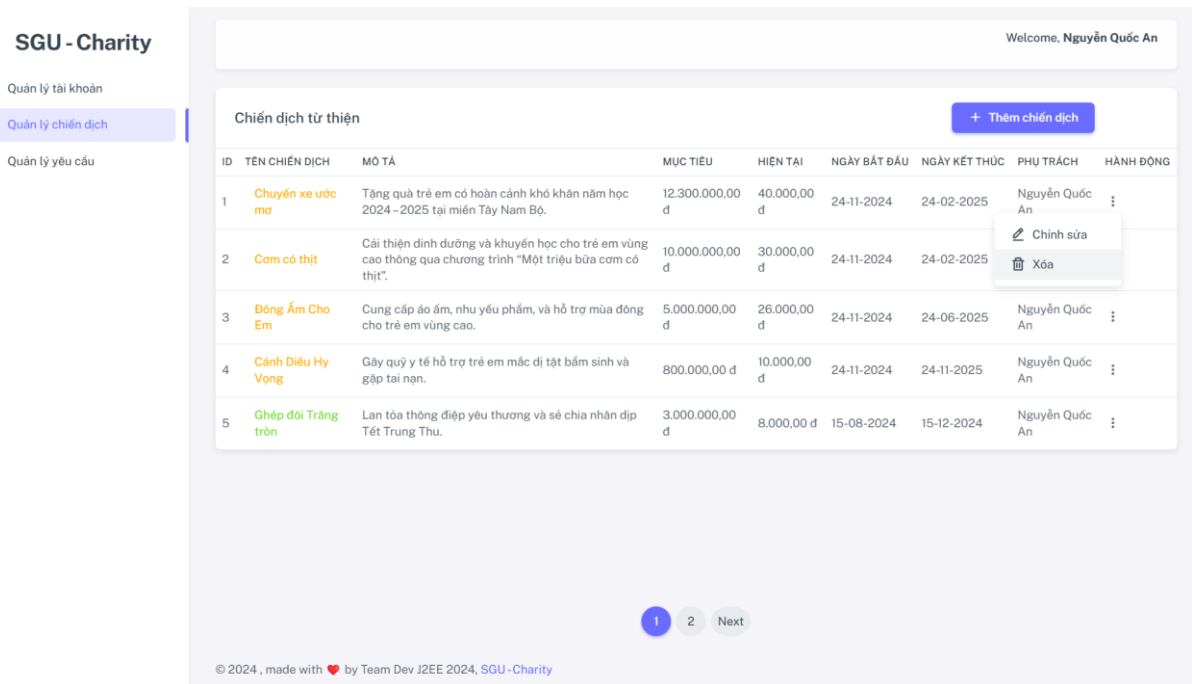 SGU - Charity
Quản lý tài khoản
Quản lý chiến dịch
Quản lý yêu cầu
Welcome, Nguyễn Quốc An
Chiến dịch từ thiện
+ Thêm chiến dịch
ID TÊN CHIẾN DỊCH MÔ TẢ MỤC TIÊU HIỆN TẠI NGÀY BẮT ĐẦU NGÀY KẾT THÚC PHỤ TRÁCH HÀNH ĐỘNG
1 Chuyến xe ước Tặng quà trẻ em có hoàn cảnh khó khăn năm học 12.300.000,00 40.000,00 24-11-2024 24-02-2025 Nguyễn Quốc
mơ 2024 – 2025 tại miền Tây Nam Bộ. đ đ An
Chỉnh sửa
Xóa
2 Cơm có thịt Cải thiện dinh dưỡng và khuyến học cho trẻ em vùng 10.000.000,00 30.000,00 24-11-2024 24-02-2025
cao thông qua chương trình “Một triệu bữa cơm có đ đ
thịt”.
3 Đông Ấm Cho Cung cấp áo ấm, nhu yếu phẩm, và hỗ trợ mùa đông 5.000.000,00 26.000,00 24-11-2024 24-06-2025 Nguyễn Quốc
Em cho trẻ em vùng cao. đ đ An
4 Cánh Diều Hy Gây quỹ y tế hỗ trợ trẻ em mắc dị tật bẩm sinh và 800.000,00 đ 10.000,00 24-11-2024 24-11-2025 Nguyễn Quốc
Vọng gặp tai nạn. đ An
5 Ghép đôi Trăng Lan tỏa thông điệp yêu thương và sẻ chia nhân dịp 3.000.000,00 8.000,00 đ 15-08-2024 15-12-2024 Nguyễn Quốc
tròn Tết Trung Thu. đ An
1 2 Next
© 2024 , made with ❤️ by Team Dev J2EE 2024, SGU - Charity